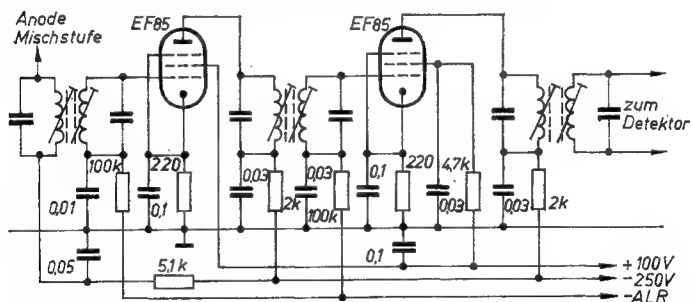 Anode
Mischstufe
EF85
EF85
zum
Detektor
100k
220
0,03
0,03
0,1
220
4,7k
0,01
0,1
2k
100k
0,03
0,03
2k
0,05
5,1k
0,1
+100V
-250V
-ALR